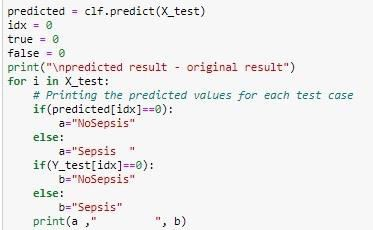 predicted = clf.predict(X_test)
idx = 0
true = 0
false = 0
print("\npredicted result - original result")
for i in X_test:
    # Printing the predicted values for each test case
    if(predicted[idx]==0):
        a="NoSepsis"
    else:
        a="Sepsis  "
    if(Y_test[idx]==0):
        b="NoSepsis"
    else:
        b="Sepsis"
    print(a ,"         ", b)